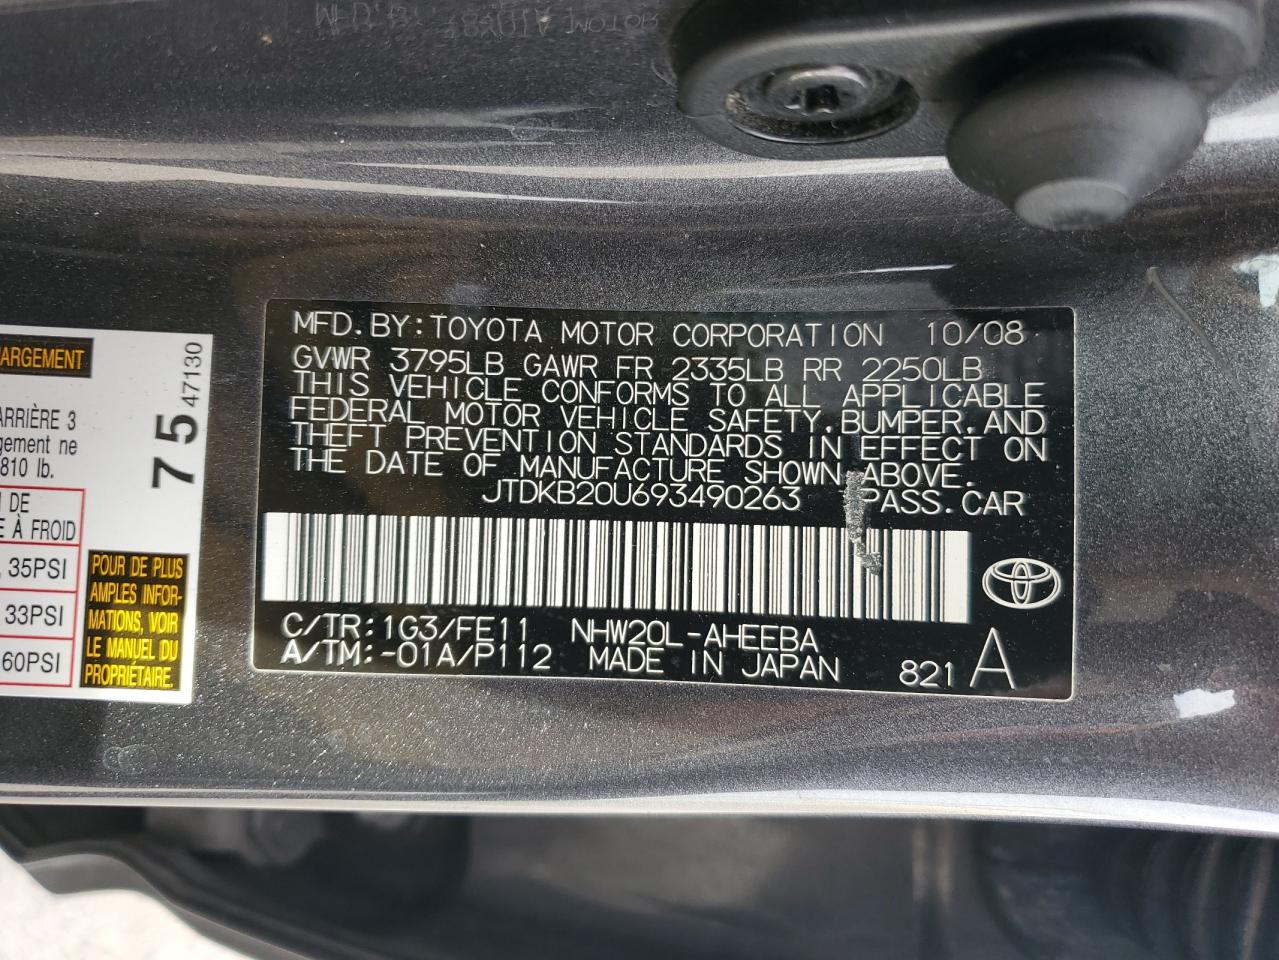 MFD.BY:TOYOTA MOTOR CORPORATION 10/08
GVWR 3795LB GAWR FR 2335LB RR 2250LB
THIS VEHICLE CONFORMS TO ALL APPLICABLE
FEDERAL MOTOR VEHICLE SAFETY,BUMPER,AND
THEFT PREVENTION STANDARDS IN EFFECT ON
THE DATE OF MANUFACTURE SHOWN ABOVE.
JTDKB20U693490263 PASS.CAR
C/TR:1G3/FE11 NHW20L-AHEEBA
A/TM:-01A/P112 MADE IN JAPAN 821 A
ARGEMENT
ARRIÈRE 3
gement ne
810 lb.
DE
À FROID
35PSI
33PSI
60PSI
75
47130
POUR DE PLUS
AMPLES INFOR-
MATIONS, VOIR
LE MANUEL DU
PROPRIÉTAIRE.